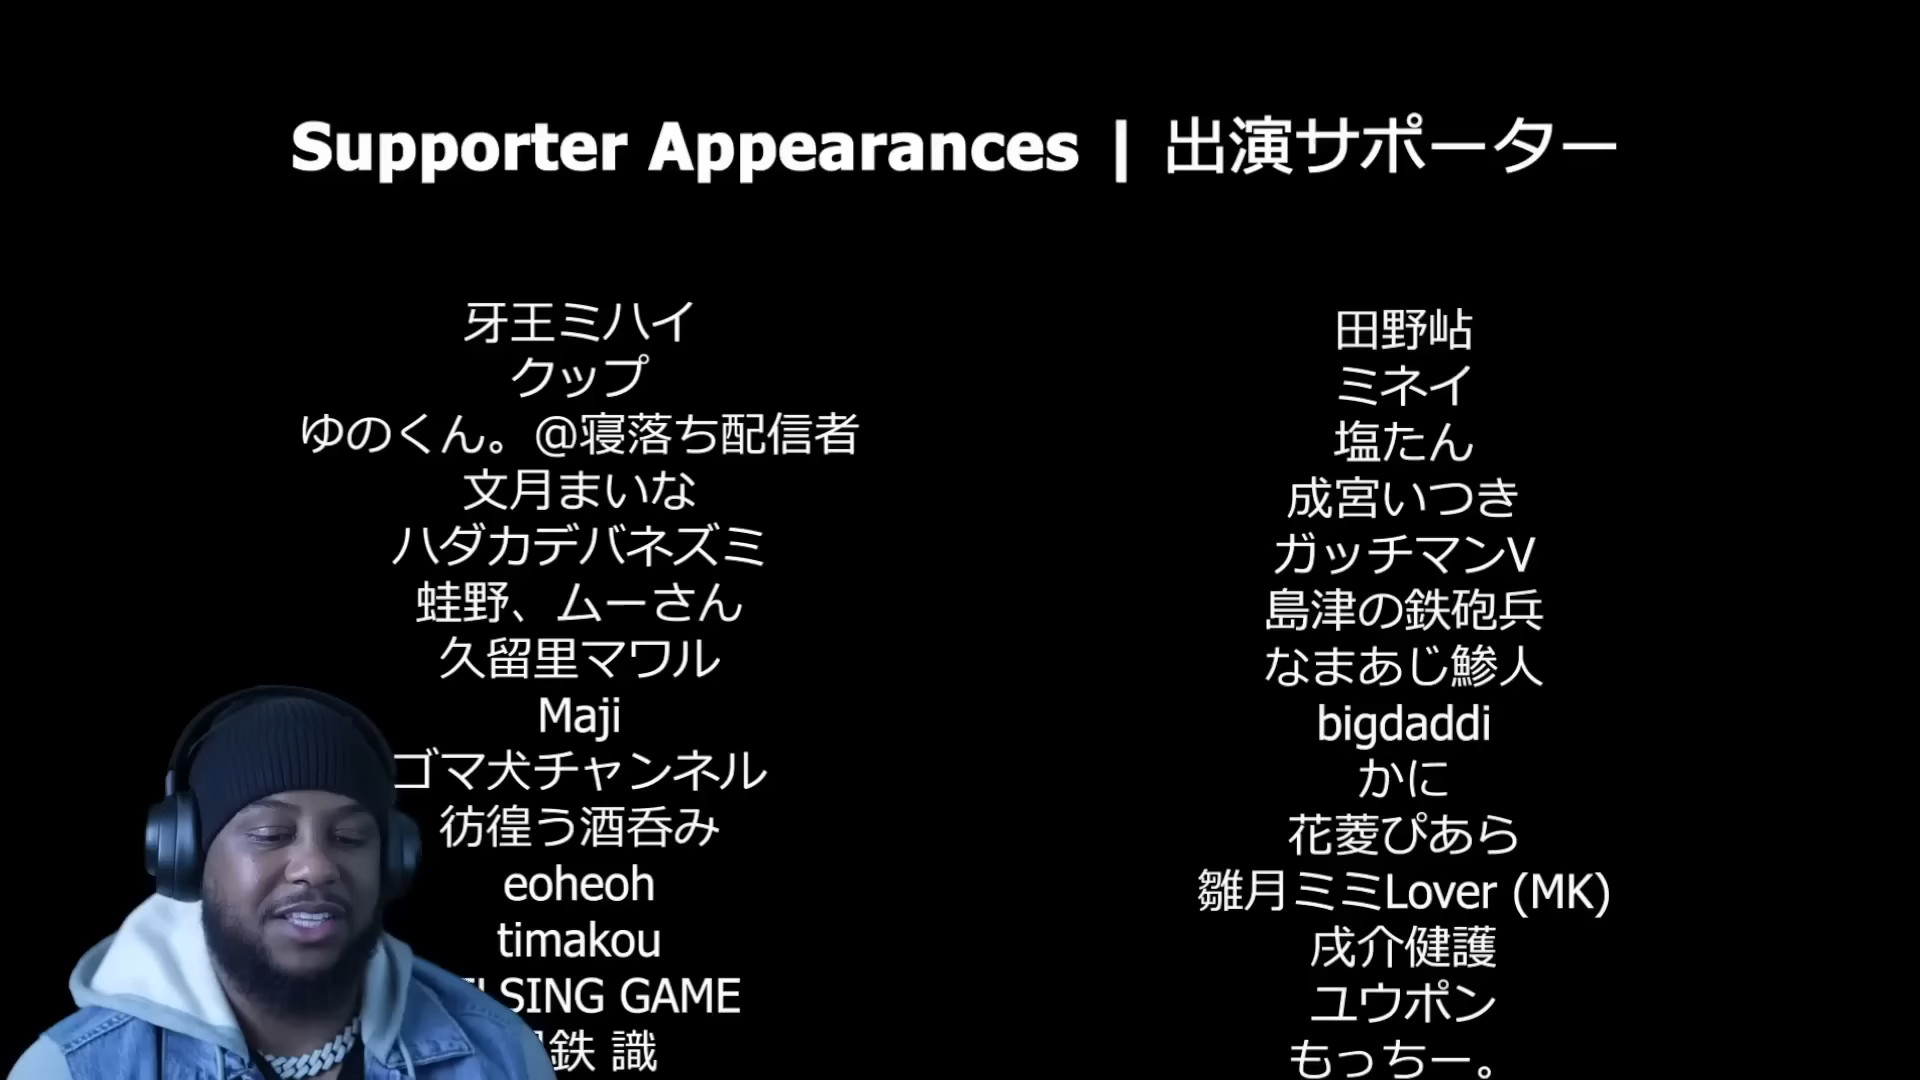 Supporter Appearances | 出演サポーター
牙王ミハイ
クップ
ゆのくん。@寝落ち配信者
文月まいな
ハダカデバネズミ
蛙野、ムーさん
久留里マワル
Maji
ゴマ犬チャンネル
彷徨う酒呑み
eoheoh
timakou
SING GAME
鉄 識
田野岾
ミネイ
塩たん
成宮いつき
ガッチマンV
島津の鉄砲兵
なまあじ鯵人
bigdaddi
かに
花菱ぴあら
雛月ミミLover (MK)
戌介健護
ユウポン
もっちー。